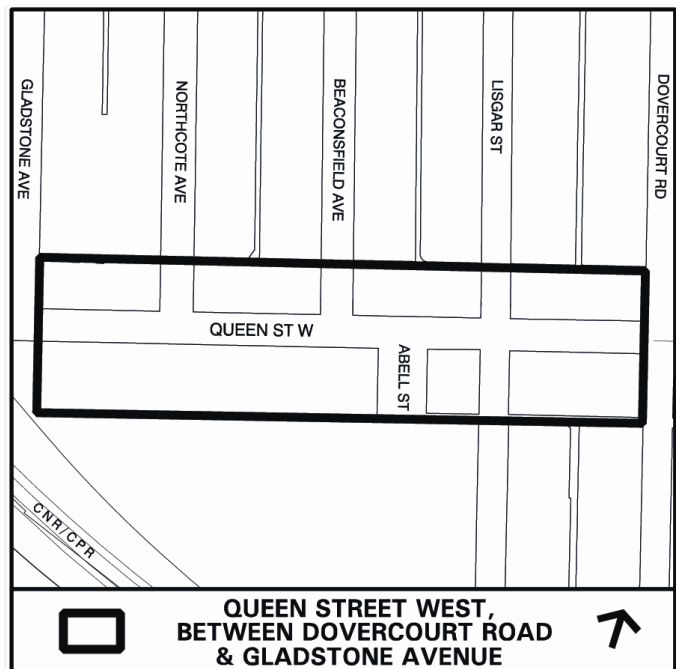 GLADSTONE AVE
NORTHCOTE AVE
BEACONSFIELD AVE
LISGAR ST
DOVERCOURT RD
QUEEN ST W
ABELL ST
CNR/CPR
QUEEN STREET WEST,
BETWEEN DOVERCOURT ROAD
& GLADSTONE AVENUE